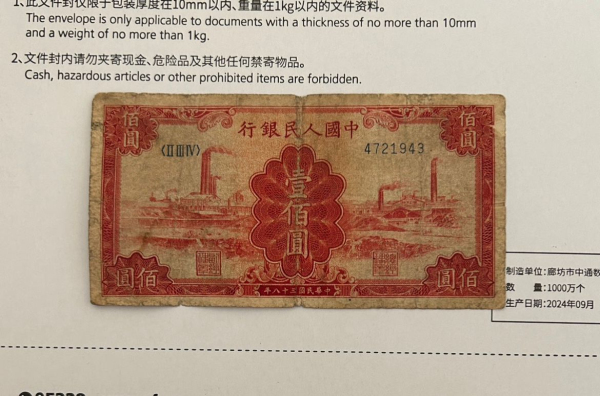 1、此文件封仅限于包装厚度在10mm以内、重量在1kg以内的文件资料。
The envelope is only applicable to documents with a thickness of no more than 10mm
and a weight of no more than 1kg.
2、文件封内请勿夹寄现金、危险品及其他任何禁寄物品。
Cash, hazardous articles or other prohibited items are forbidden.
佰圓
行銀民人國中
佰圓
〈II III IV〉
4721943
壹佰圓
圓佰
年八十三國民華中
圓佰
制造单位：廊坊市中通数
数 量：1000万个
生产日期：2024年09月